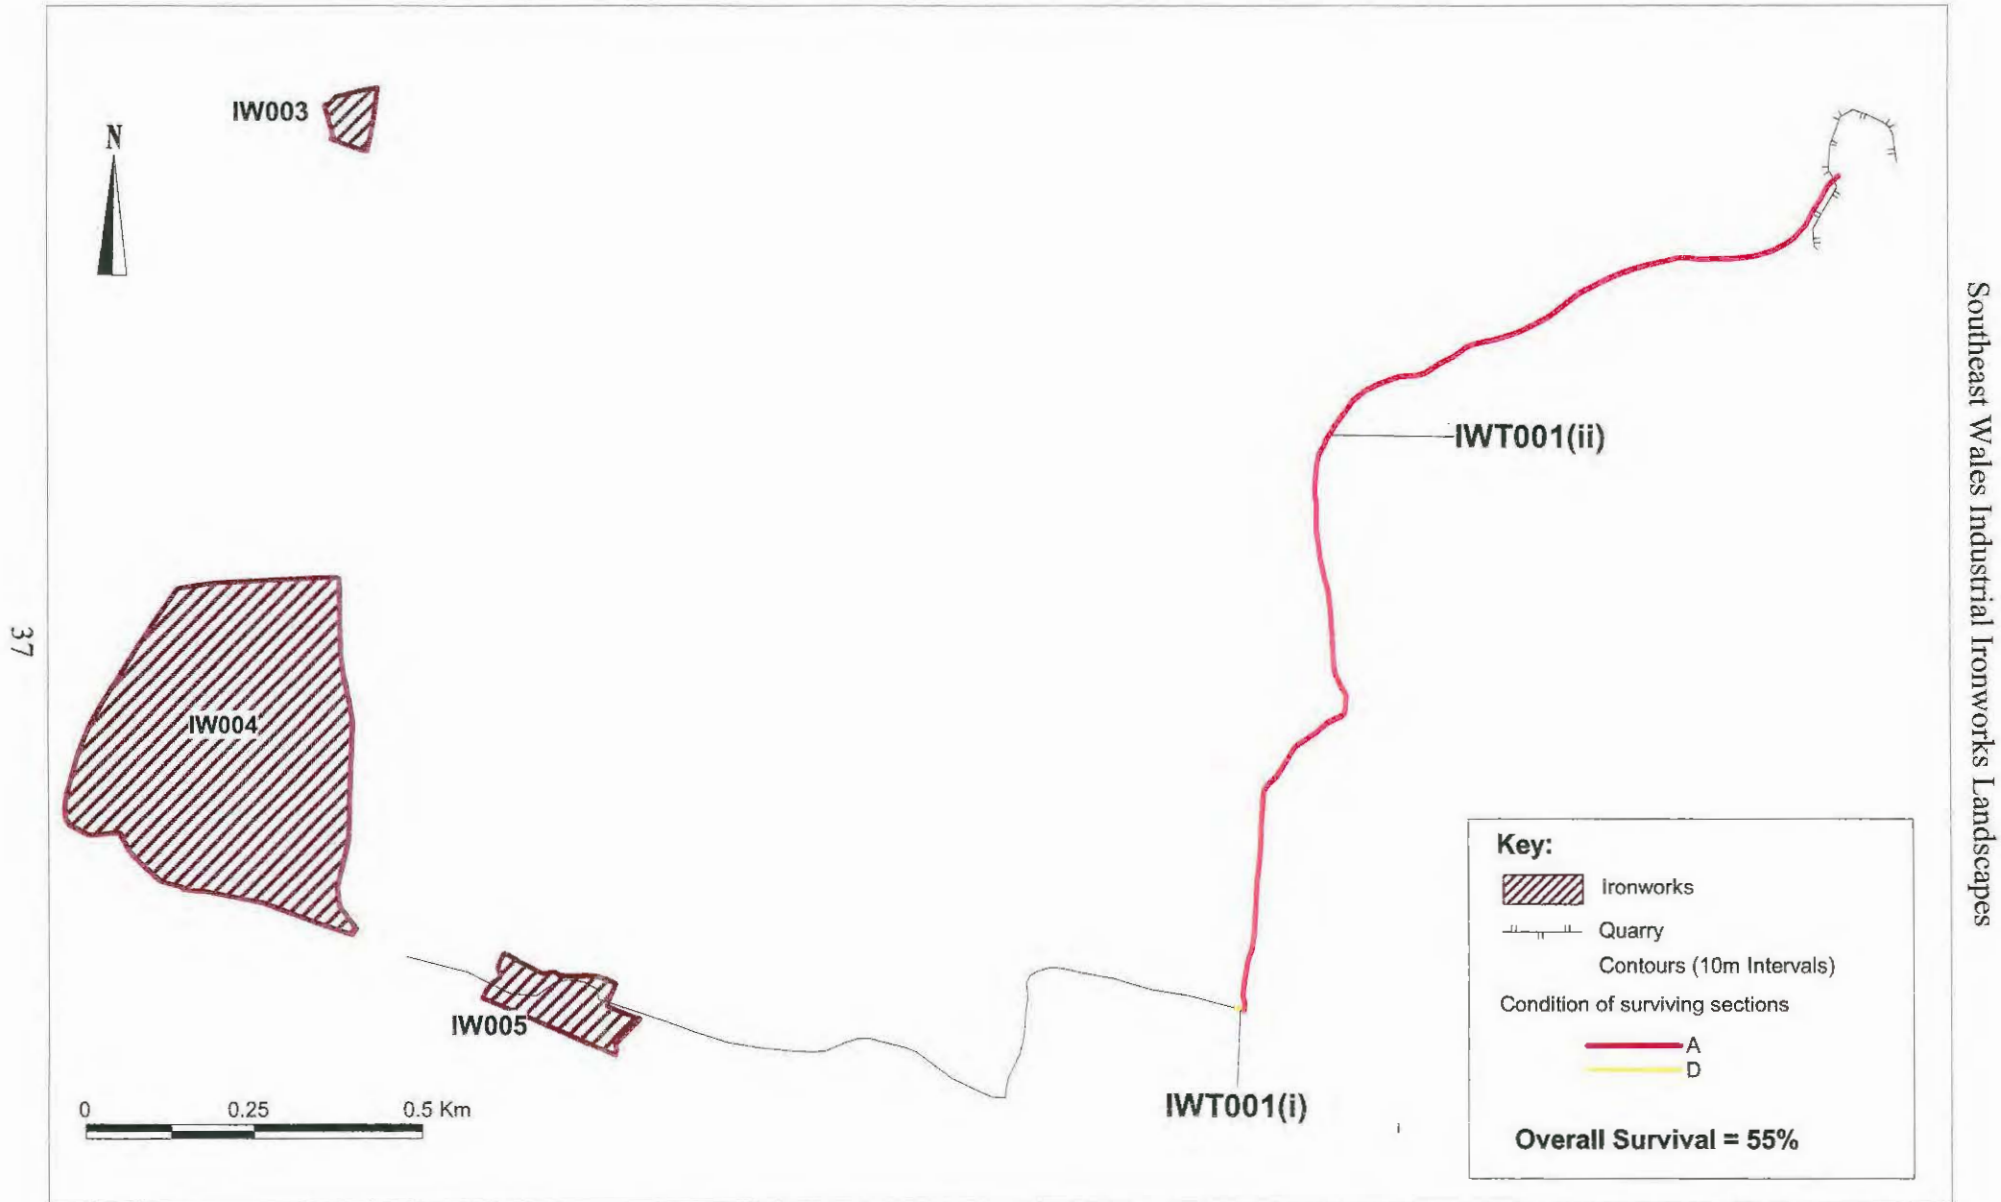 Southeast Wales Industrial Ironworks Landscapes
N
IW003
IWT001(ii)
IW004
IW005
IWT001(i)
0 0.25 0.5 Km
Key:
Ironworks
Quarry
Contours (10m Intervals)
Condition of surviving sections
A
D
Overall Survival = 55%
37